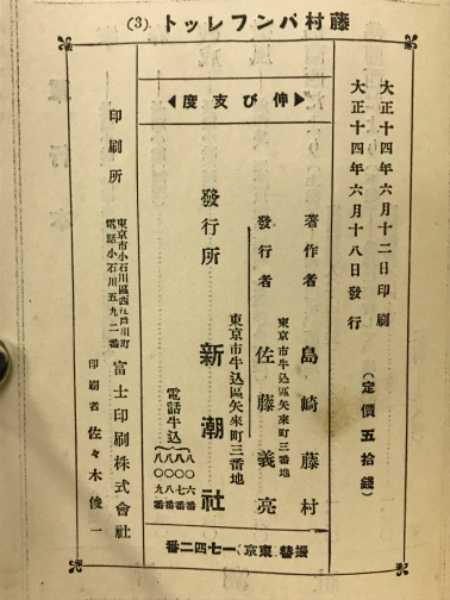 藤村パンフレット (3)
大正十四年六月十二日印刷
大正十四年六月十八日發行
(定價五拾錢)
▶伸び支度◀
著作者 島崎藤村
東京市牛込區矢來町三番地
發行者 佐藤義亮
東京市牛込區矢來町三番地
發行所 新潮社
電話牛込
八〇六番
八〇七番
八〇八番
八〇九番
振替(東京)一七四二番
印刷所
東京市小石川區西江戸川町
電話小石川五九二番
富士印刷株式會社
印刷者 佐々木俊一